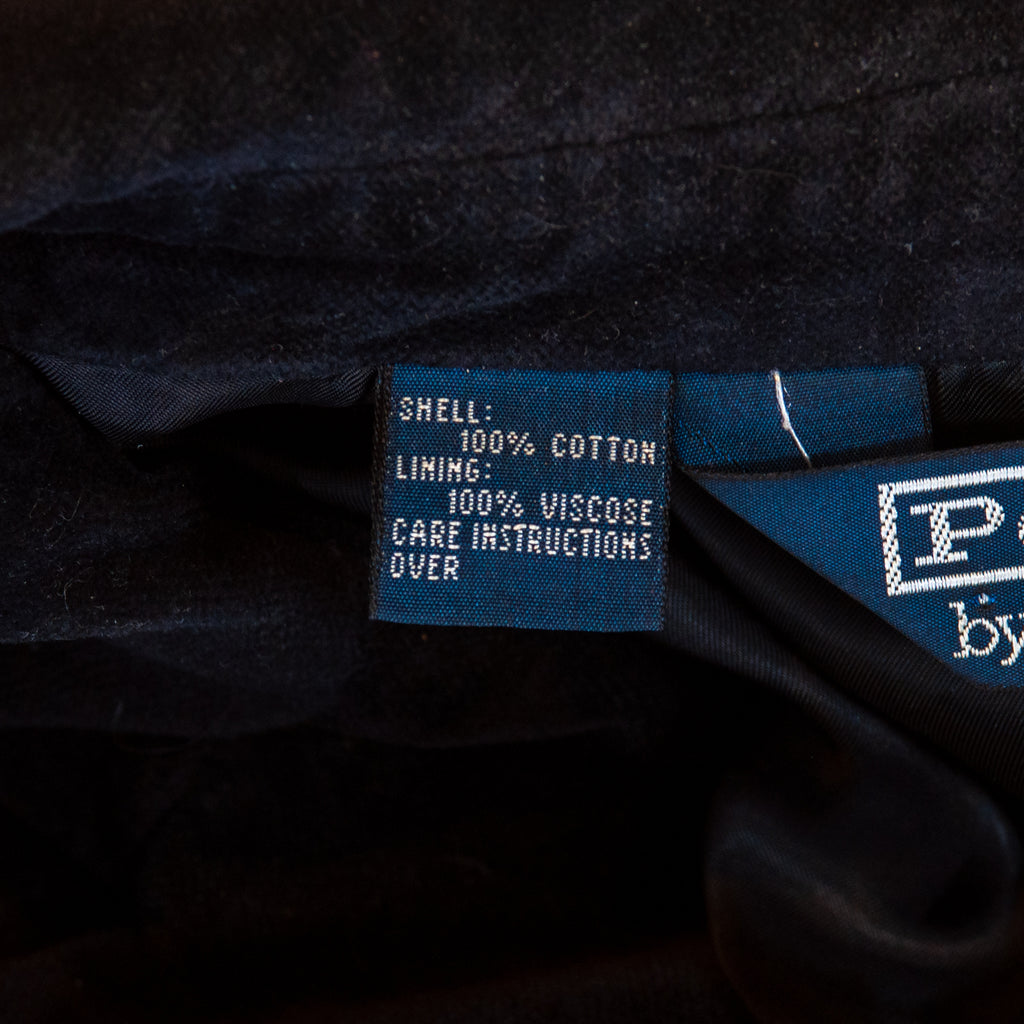 SHELL:
100% COTTON
LINING:
100% VISCOSE
CARE INSTRUCTIONS
OVER
P
by